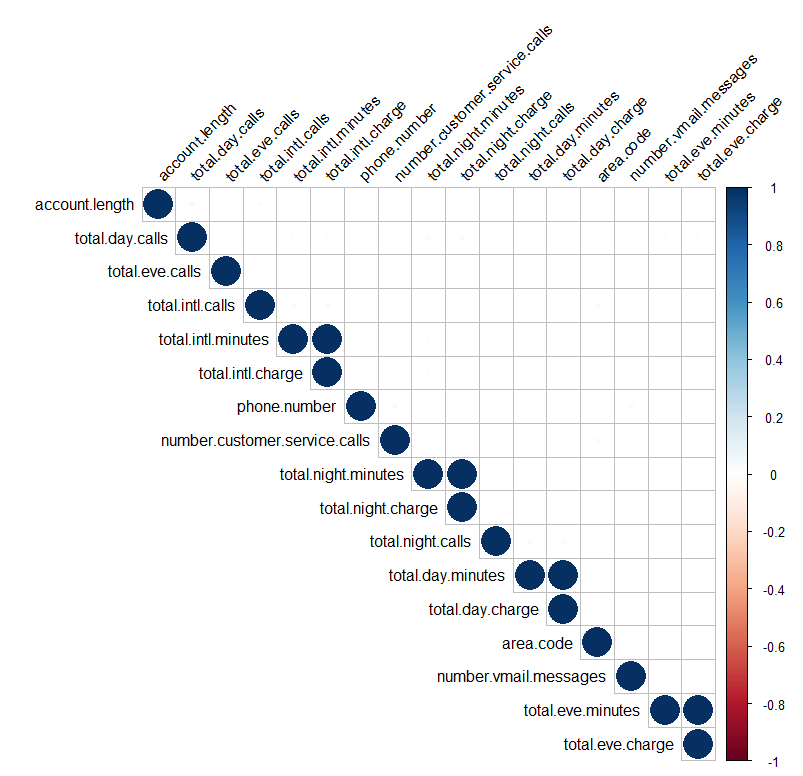 account.length
total.day.calls
total.eve.calls
total.intl.calls
total.intl.minutes
total.intl.charge
phone.number
number.customer.service.calls
total.night.minutes
total.night.charge
total.night.calls
total.day.minutes
total.day.charge
area.code
number.vmail.messages
total.eve.minutes
total.eve.charge
account.length
total.day.calls
total.eve.calls
total.intl.calls
total.intl.minutes
total.intl.charge
phone.number
number.customer.service.calls
total.night.minutes
total.night.charge
total.night.calls
total.day.minutes
total.day.charge
area.code
number.vmail.messages
total.eve.minutes
total.eve.charge
1
0.8
0.6
0.4
0.2
0
-0.2
-0.4
-0.6
-0.8
-1